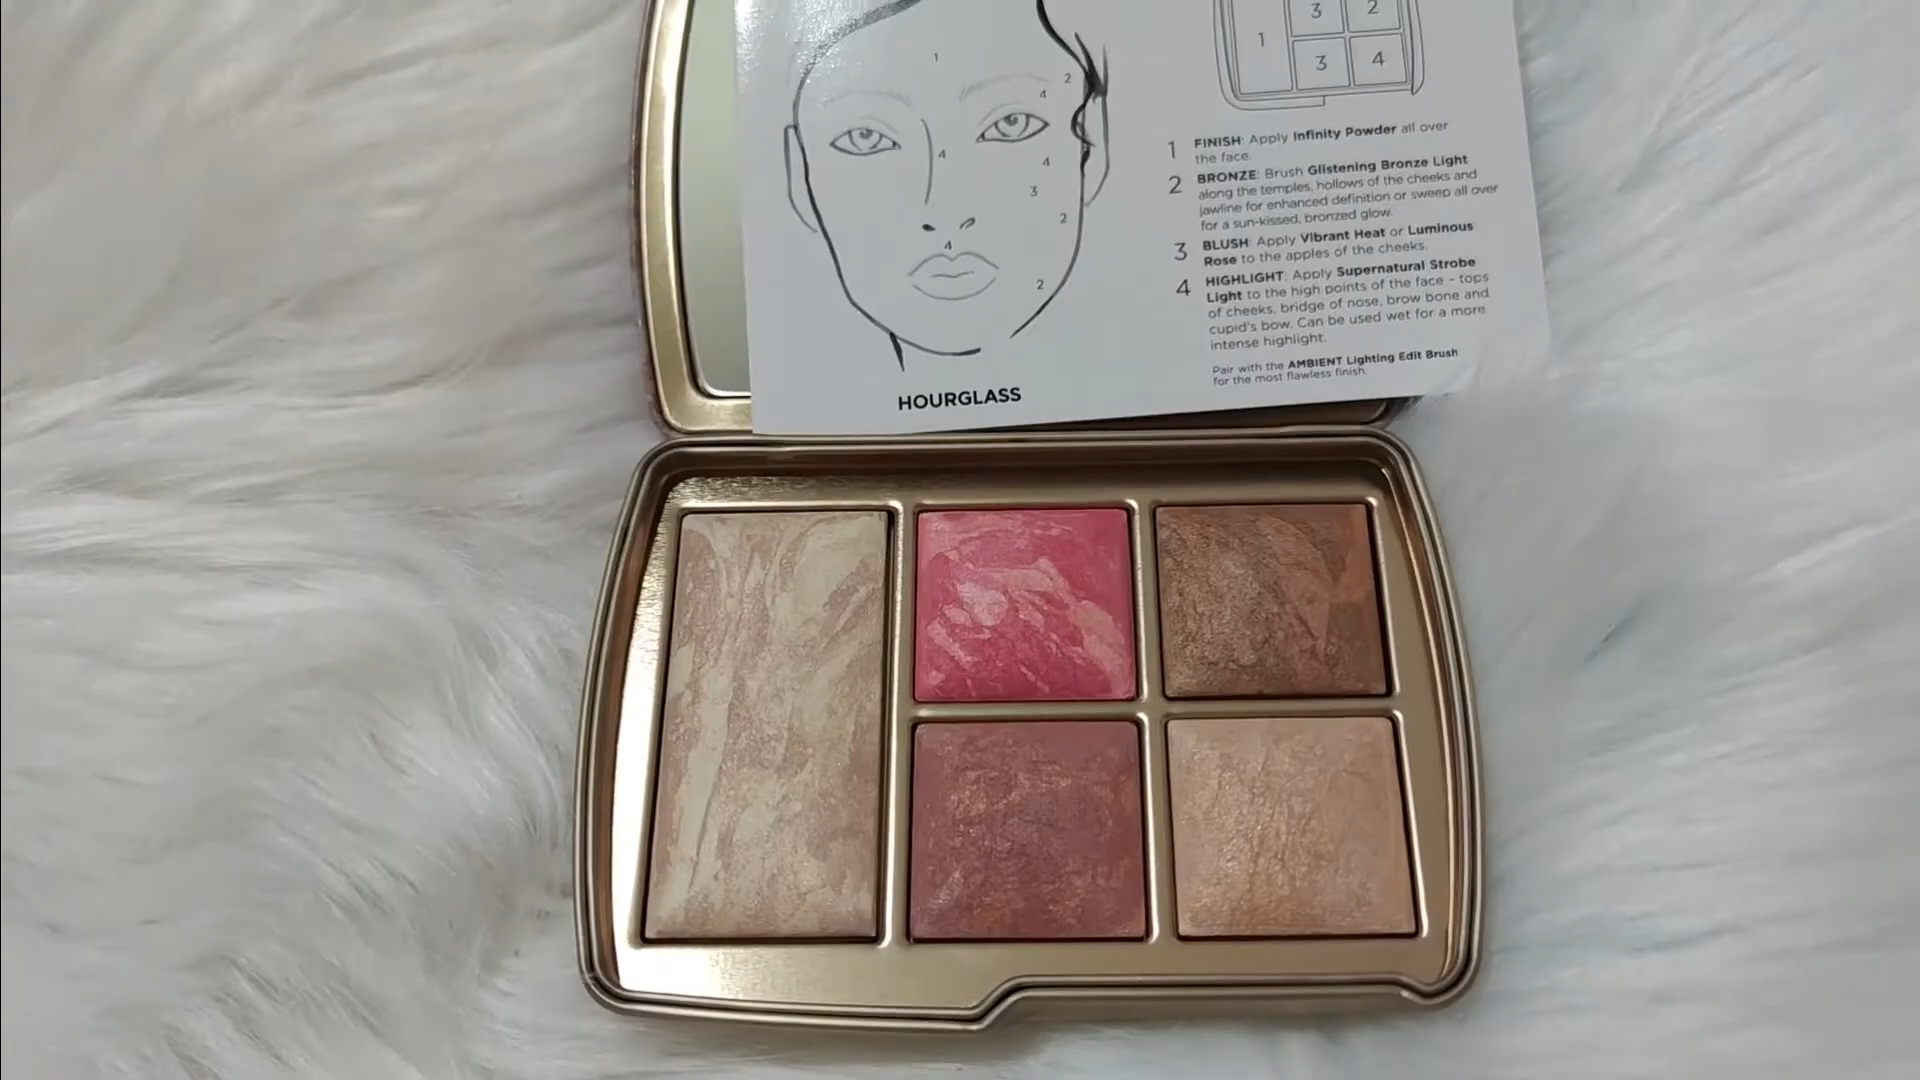 1
2
4
4
4
3
2
4
2
HOURGLASS
3 2
1
3 4
1 FINISH: Apply Infinity Powder all over
the face.
2 BRONZE: Brush Glistening Bronze Light
along the temples, hollows of the cheeks and
jawline for enhanced definition or sweep all over
for a sun-kissed, bronzed glow.
3 BLUSH: Apply Vibrant Heat or Luminous
Rose to the apples of the cheeks.
4 HIGHLIGHT: Apply Supernatural Strobe
Light to the high points of the face – tops
of cheeks, bridge of nose, brow bone and
cupid's bow. Can be used wet for a more
intense highlight.
Pair with the AMBIENT Lighting Edit Brush
for the most flawless finish.